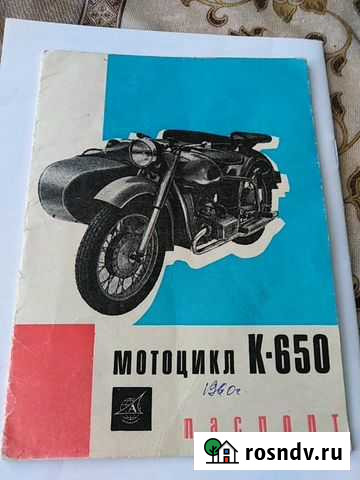 МОТОЦИКЛ К-650
1960г
ПАСПОРТ
rosndv.ru